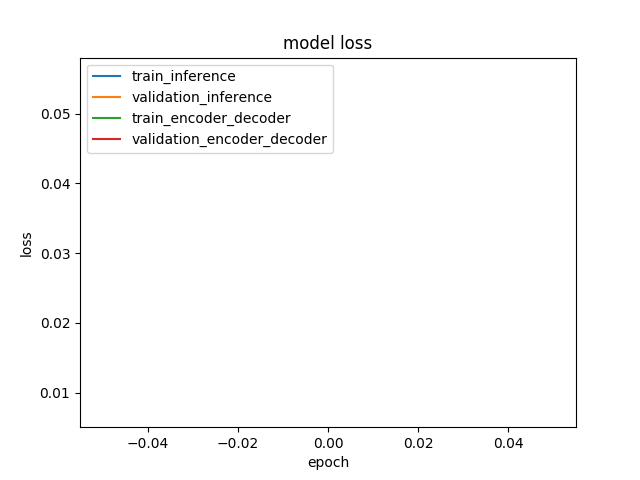 model loss
train_inference
validation_inference
train_encoder_decoder
validation_encoder_decoder
0.05
0.04
0.03
0.02
0.01
loss
−0.04
−0.02
0.00
0.02
0.04
epoch